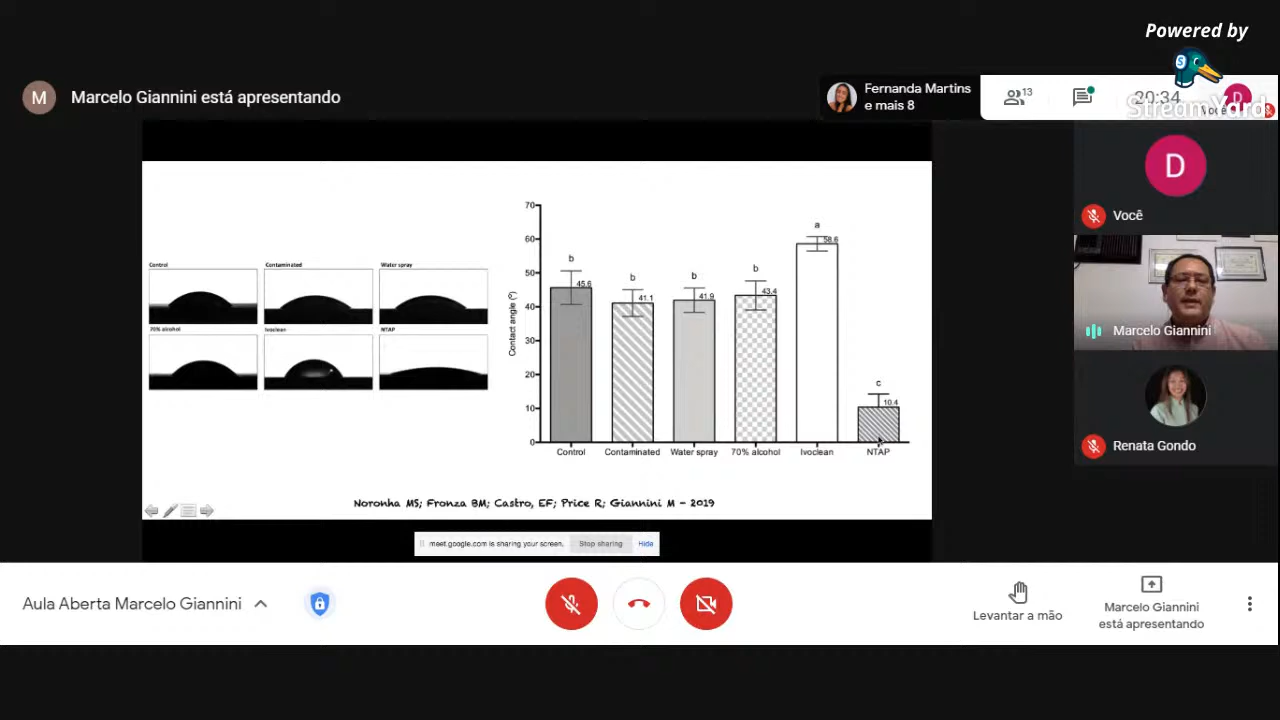 Powered by
StreamYard
M
Marcelo Giannini está apresentando
Fernanda Martins
e mais 8
13
20:34
D
Você
D
Você
Marcelo Giannini
Renata Gondo
Control
Contaminated
Water spray
70% alcohol
Ivoclean
NTAP
Contact angle (º)
70
60
50
40
30
20
10
0
b
45.6
b
41.1
b
41.9
b
43.4
a
58.6
c
10.4
Control
Contaminated
Water spray
70% alcohol
Ivoclean
NTAP
Noronha MS; Fronza BM; Castro, EF; Price R; Giannini M - 2019
meet.google.com is sharing your screen.
Stop sharing
Hide
Aula Aberta Marcelo Giannini
Levantar a mão
Marcelo Giannini
está apresentando